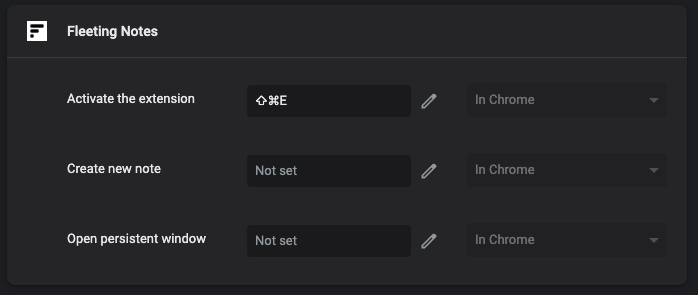 Fleeting Notes
Activate the extension ⇧⌘E In Chrome
Create new note Not set In Chrome
Open persistent window Not set In Chrome